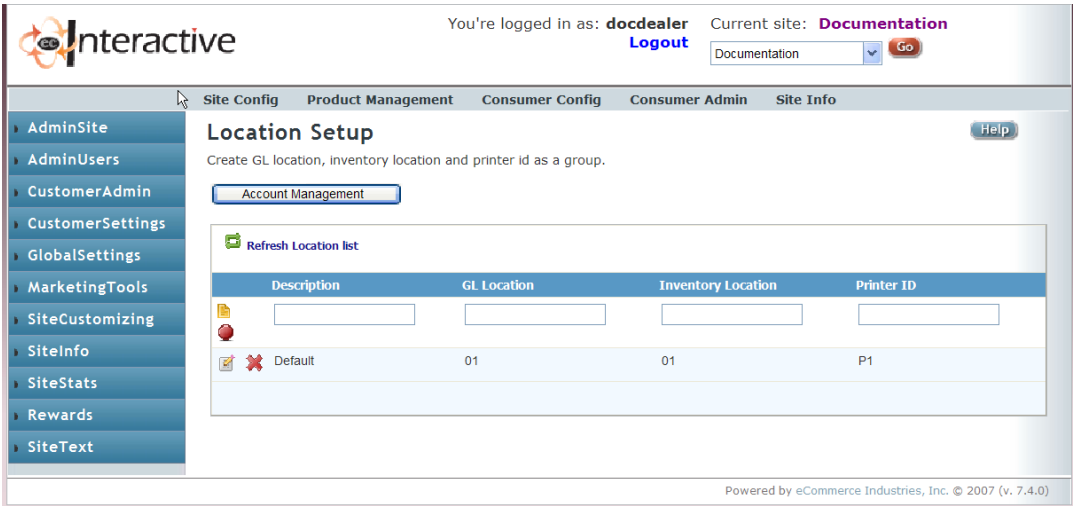 ec Interactive
You're logged in as: docdealer
Logout
Current site: Documentation
Documentation
Go
Site Config Product Management Consumer Config Consumer Admin Site Info
AdminSite
AdminUsers
CustomerAdmin
CustomerSettings
GlobalSettings
MarketingTools
SiteCustomizing
SiteInfo
SiteStats
Rewards
SiteText
Location Setup
Help
Create GL location, inventory location and printer id as a group.
Account Management
Refresh Location list
Description GL Location Inventory Location Printer ID
Default 01 01 P1
Powered by eCommerce Industries, Inc. © 2007 (v. 7.4.0)